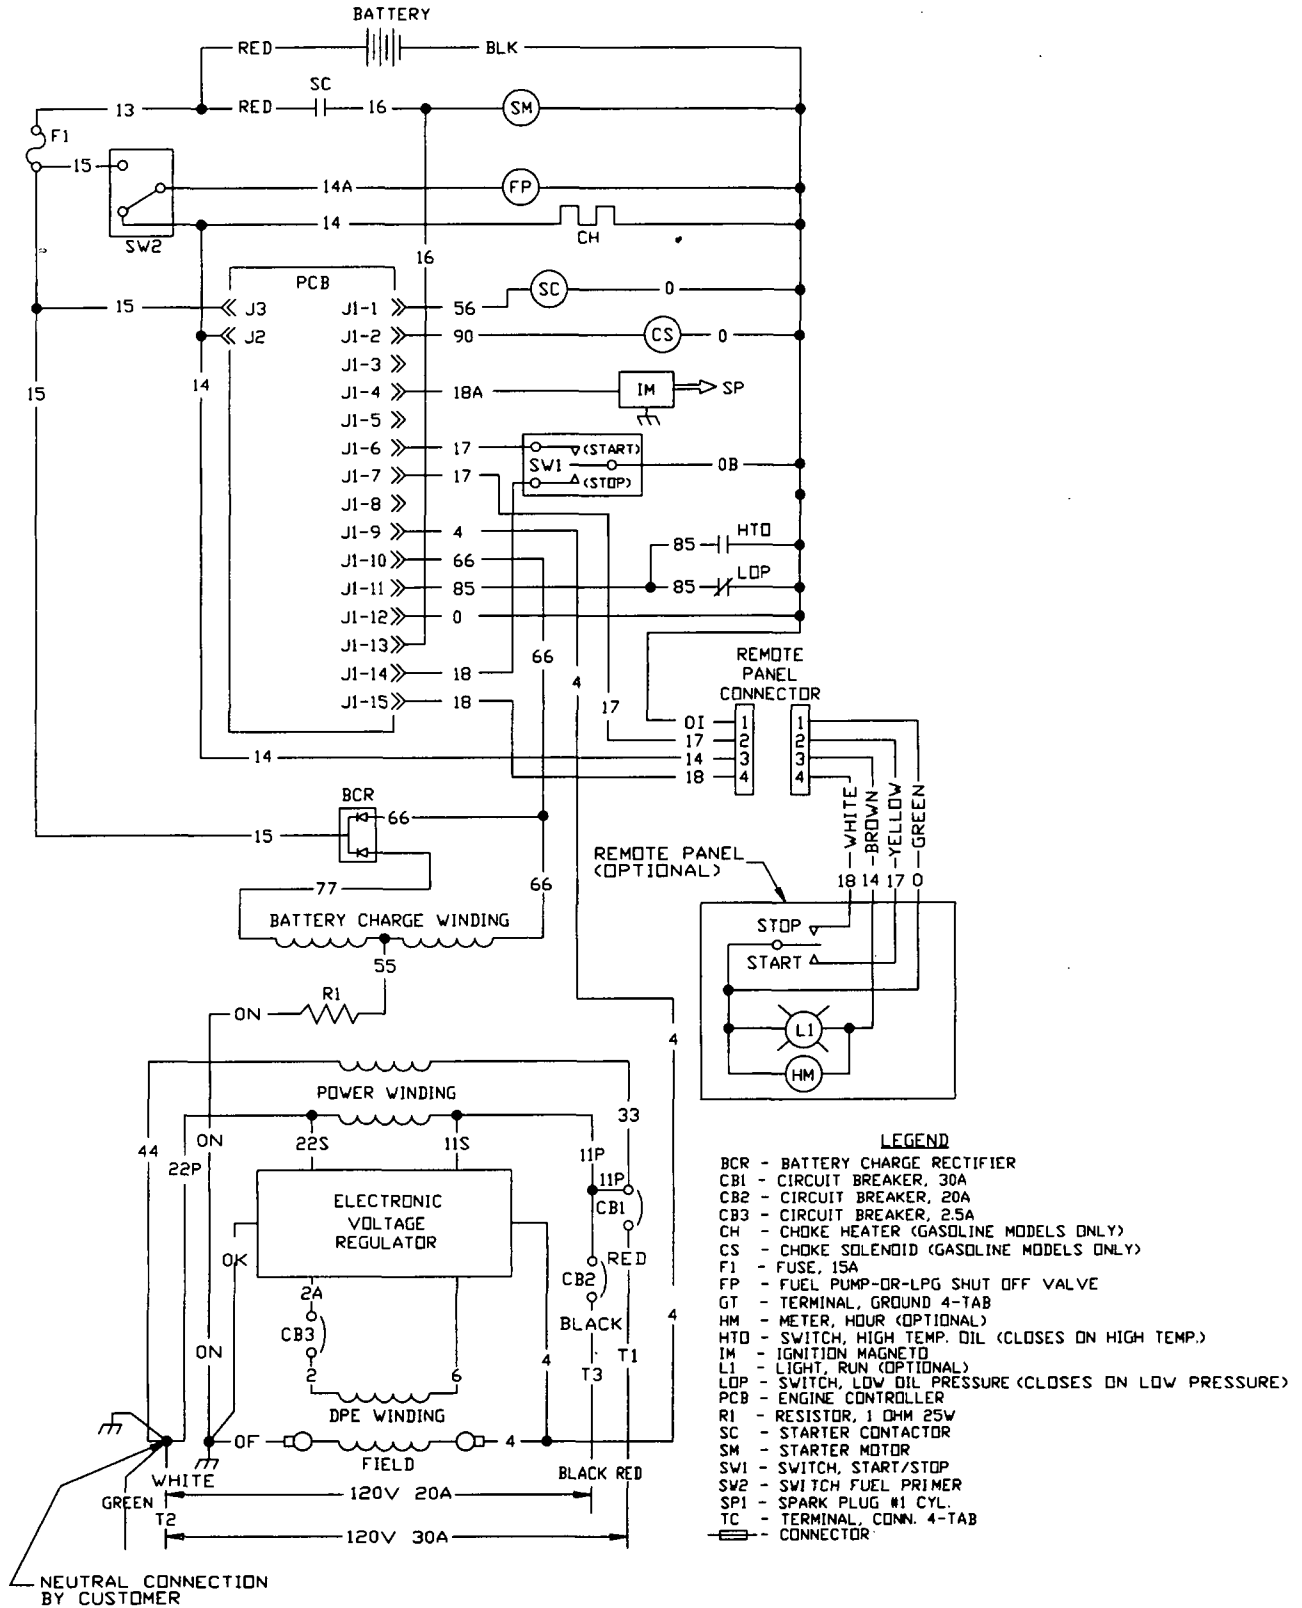 BATTERY
RED
BLK
SC
13
RED
16
SM
F1
15
14A
FP
14
CH
SW2
16
PCB
SC
0
15
J3
J1-1
56
J2
J1-2
90
CS
0
J1-3
14
15
J1-4
18A
IM
SP
J1-5
J1-6
17
(START)
SW1
0B
J1-7
17
(STOP)
J1-8
J1-9
4
HTO
85
J1-10
66
LOP
J1-11
85
85
J1-12
0
J1-13
66
REMOTE
PANEL
CONNECTOR
J1-14
18
4
J1-15
18
17
OI
1
1
17
2
2
14
14
3
3
18
4
4
BCR
66
15
WHITE
BROWN
YELLOW
GREEN
REMOTE PANEL
(OPTIONAL)
77
66
18
14
17
0
BATTERY CHARGE WINDING
STOP
START
55
R1
ON
L1
4
HM
POWER WINDING
33
44
ON
22S
11S
11P
22P
11P
CB1
ELECTRONIC
VOLTAGE
REGULATOR
OK
RED
2A
CB2
BLACK
4
CB3
ON
4
T1
2
6
T3
DPE WINDING
OF
4
FIELD
WHITE
BLACK
RED
GREEN
120V 20A
T2
120V 30A
NEUTRAL CONNECTION
BY CUSTOMER
LEGEND
BCR - BATTERY CHARGE RECTIFIER
CB1 - CIRCUIT BREAKER, 30A
CB2 - CIRCUIT BREAKER, 20A
CB3 - CIRCUIT BREAKER, 2.5A
CH - CHOKE HEATER (GASOLINE MODELS ONLY)
CS - CHOKE SOLENOID (GASOLINE MODELS ONLY)
F1 - FUSE, 15A
FP - FUEL PUMP-OR-LPG SHUT OFF VALVE
GT - TERMINAL, GROUND 4-TAB
HM - METER, HOUR (OPTIONAL)
HTO - SWITCH, HIGH TEMP. OIL (CLOSES ON HIGH TEMP.)
IM - IGNITION MAGNETO
L1 - LIGHT, RUN (OPTIONAL)
LOP - SWITCH, LOW OIL PRESSURE (CLOSES ON LOW PRESSURE)
PCB - ENGINE CONTROLLER
R1 - RESISTOR, 1 OHM 25W
SC - STARTER CONTACTOR
SM - STARTER MOTOR
SW1 - SWITCH, START/STOP
SW2 - SWITCH FUEL PRIMER
SP1 - SPARK PLUG #1 CYL.
TC - TERMINAL, CONN. 4-TAB
- CONNECTOR